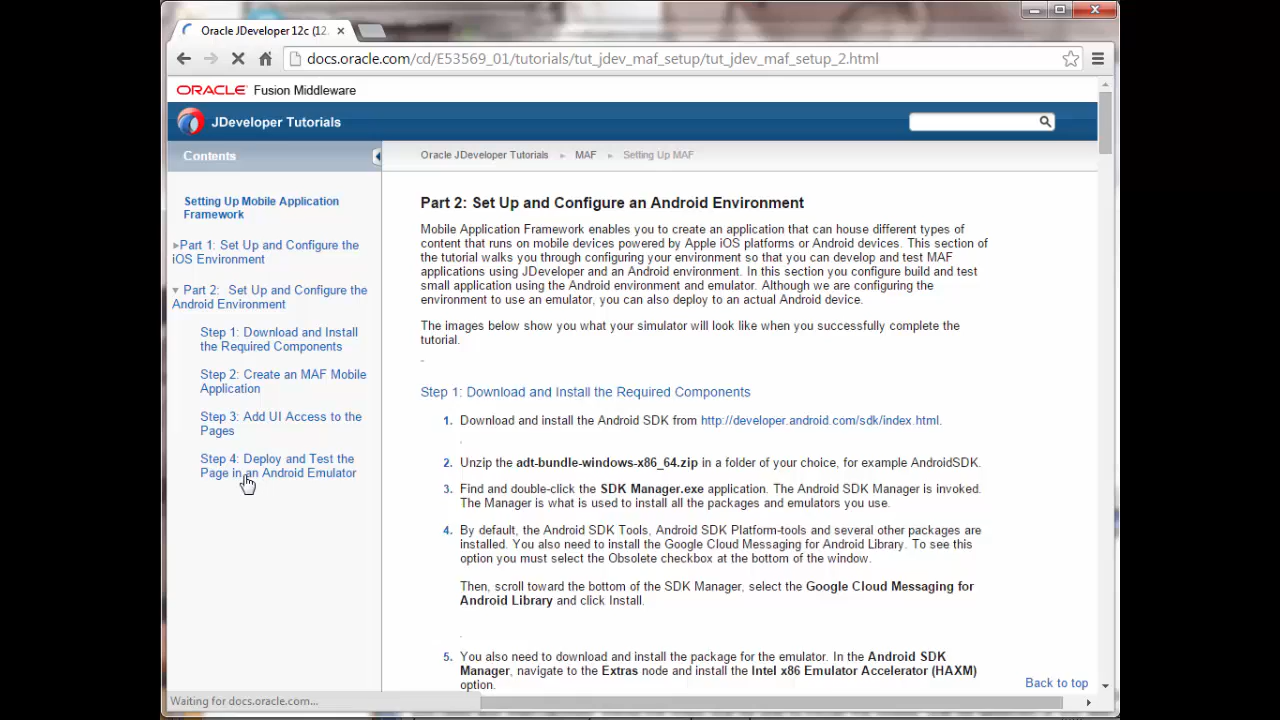 Oracle JDeveloper 12c (12.
docs.oracle.com/cd/E53569_01/tutorials/tut_jdev_maf_setup/tut_jdev_maf_setup_2.html
ORACLE Fusion Middleware
JDeveloper Tutorials
Contents
Oracle JDeveloper Tutorials MAF Setting Up MAF
Setting Up Mobile Application
Framework
Part 1: Set Up and Configure the
iOS Environment
Part 2: Set Up and Configure the
Android Environment
Step 1: Download and Install
the Required Components
Step 2: Create an MAF Mobile
Application
Step 3: Add UI Access to the
Pages
Step 4: Deploy and Test the
Page in an Android Emulator
Part 2: Set Up and Configure an Android Environment
Mobile Application Framework enables you to create an application that can house different types of
content that runs on mobile devices powered by Apple iOS platforms or Android devices. This section of
the tutorial walks you through configuring your environment so that you can develop and test MAF
applications using JDeveloper and an Android environment. In this section you configure build and test
small application using the Android environment and emulator. Although we are configuring the
environment to use an emulator, you can also deploy to an actual Android device.
The images below show you what your simulator will look like when you successfully complete the
tutorial.
Step 1: Download and Install the Required Components
1. Download and install the Android SDK from http://developer.android.com/sdk/index.html.
2. Unzip the adt-bundle-windows-x86_64.zip in a folder of your choice, for example AndroidSDK.
3. Find and double-click the SDK Manager.exe application. The Android SDK Manager is invoked.
The Manager is what is used to install all the packages and emulators you use.
4. By default, the Android SDK Tools, Android SDK Platform-tools and several other packages are
installed. You also need to install the Google Cloud Messaging for Android Library. To see this
option you must select the Obsolete checkbox at the bottom of the window.
Then, scroll toward the bottom of the SDK Manager, select the Google Cloud Messaging for
Android Library and click Install.
5. You also need to download and install the package for the emulator. In the Android SDK
Manager, navigate to the Extras node and install the Intel x86 Emulator Accelerator (HAXM)
option.
Back to top
Waiting for docs.oracle.com...